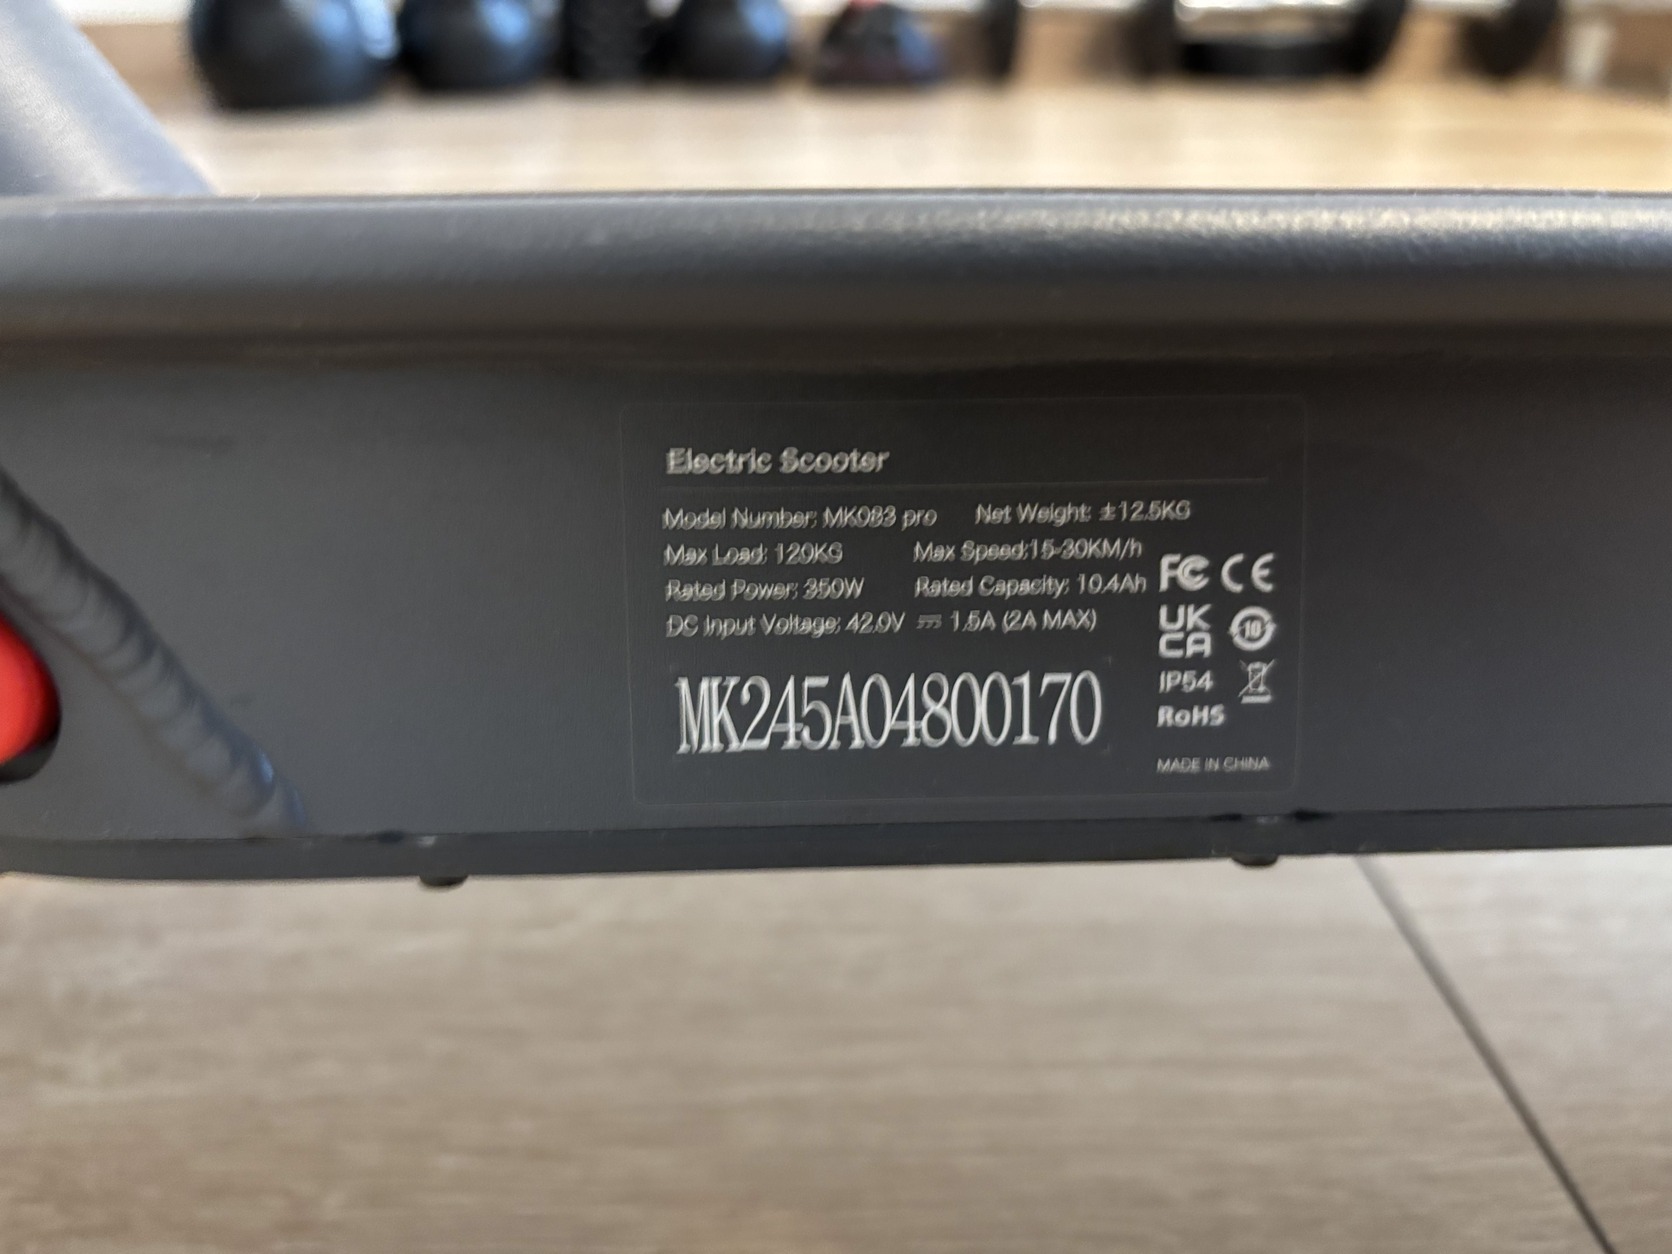 Electric Scooter
Model Number: MK083 pro Net Weight: ±12.5KG
Max Load: 120KG Max Speed:15-30KM/h
Rated Power: 350W Rated Capacity: 10.4Ah
DC Input Voltage: 42.0V ⎓ 1.5A (2A MAX)
MK245A04800170
FC CE
UK
CA 10
IP54
RoHS
MADE IN CHINA